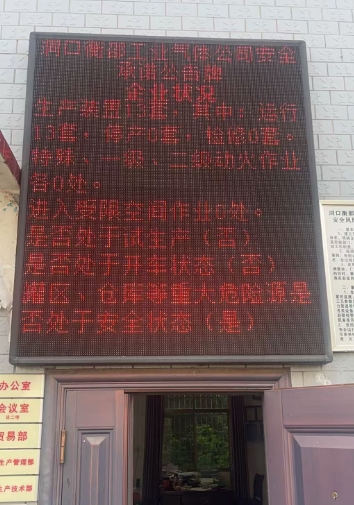 河口衡邵工业气体公司安全
承诺公告牌
企业状况
生产装置13套，其中：运行
13套，停产0套，检修0套。
特殊、一级、二级动火作业
各0处。
进入受限空间作业0处。
是否处于试生产（否）
是否处于开停车状态（否）
罐区、仓库等重大危险源是
否处于安全状态（是）
办公室
会议室
贸易部
生产管理部
生产技术部